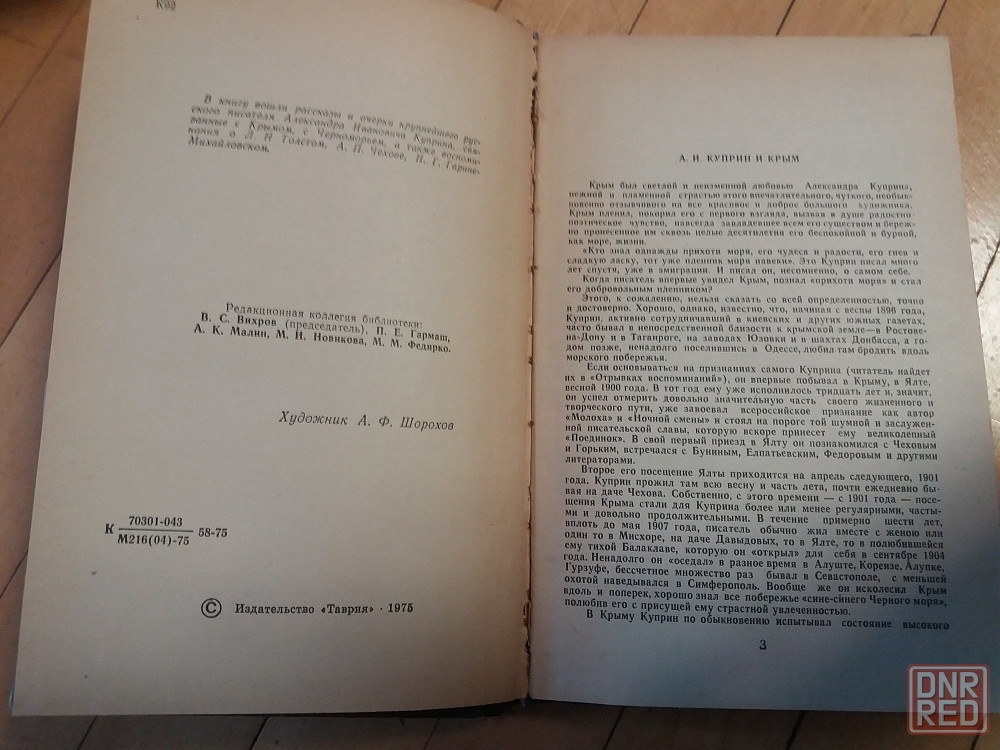 К92
В книгу вошли рассказы и очерки крупнейшего рус-
ского писателя Александра Ивановича Куприна, свя-
занные с Крымом, с Черноморьем, а также воспоми-
нания о Л. Н. Толстом, А. П. Чехове, Н. Г. Гарине-
Михайловском.
Редакционная коллегия библиотеки:
В. С. Вихров (председатель), П. Е. Гармаш,
А. К. Малин, М. И. Новикова, М. М. Федирко.
Художник А. Ф. Шорохов
К 70301-043
М216(04)-75 58-75
© Издательство «Таврия» · 1975
А. И. КУПРИН И КРЫМ
Крым был светлой и неизменной любовью Александра Куприна,
нежной и пламенной страстью этого впечатлительного, чуткого, необык-
новенно отзывчивого на все красивое и доброе большого художника.
Крым пленил, покорил его с первого взгляда, вызвав в душе радостно-
поэтическое чувство, навсегда завладевшее всем его существом и береж-
но пронесенное им сквозь целые десятилетия его беспокойной и бурной,
как море, жизни.
«Кто знал однажды прихоти моря, его чудеса и радости, его гнев и
сладкую ласку, тот уже пленник моря навеки». Это Куприн писал много
лет спустя, уже в эмиграции. И писал он, несомненно, о самом себе.
Когда писатель впервые увидел Крым, познал «прихоти моря» и стал
его добровольным пленником?
Этого, к сожалению, нельзя сказать со всей определенностью, точно
и достоверно. Хорошо, однако, известно, что, начиная с весны 1896 года,
Куприн, активно сотрудничавший в киевских и других южных газетах,
часто бывал в непосредственной близости к крымской земле—в Ростове-
на-Дону и в Таганроге, на заводах Юзовки и в шахтах Донбасса, а го-
дом позже, ненадолго поселившись в Одессе, любил там бродить вдоль
морского побережья.
Если основываться на признаниях самого Куприна (читатель найдет
их в «Отрывках воспоминаний»), он впервые побывал в Крыму, в Ялте,
весной 1900 года. В тот год ему уже исполнилось тридцать лет и, значит,
он успел отмерить довольно значительную часть своего жизненного и
творческого пути, уже завоевал всероссийское признание как автор
«Молоха» и «Ночной смены» и стоял на пороге той шумной и заслужен-
ной писательской славы, которую вскоре принесет ему великолепный
«Поединок». В свой первый приезд в Ялту он познакомился с Чеховым
и Горьким, встречался с Буниным, Елпатьевским, Федоровым и другими
литераторами.
Второе его посещение Ялты приходится на апрель следующего, 1901
года. Куприн прожил там всю весну и часть лета, почти ежедневно бы-
вая на даче Чехова. Собственно, с этого времени — с 1901 года — посе-
щения Крыма стали для Куприна более или менее регулярными, часты-
ми и довольно продолжительными. В течение примерно шести лет,
вплоть до мая 1907 года, писатель обычно жил вместе с женою или
один то в Мисхоре, на даче Давыдовых, то в Ялте, то в полюбившейся
ему тихой Балаклаве, которую он «открыл» для себя в сентябре 1904
года. Ненадолго он «оседал» в разное время в Алуште, Кореизе, Алупке,
Гурзуфе, бессчетное множество раз бывал в Севастополе, с меньшей
охотой наведывался в Симферополь. Вообще же он исколесил Крым
вдоль и поперек, хорошо знал все побережье «сине-синего Черного моря»,
полюбив его с присущей ему страстной увлеченностью.
В Крыму Куприн по обыкновению испытывал состояние высокого
3
DNR
RED